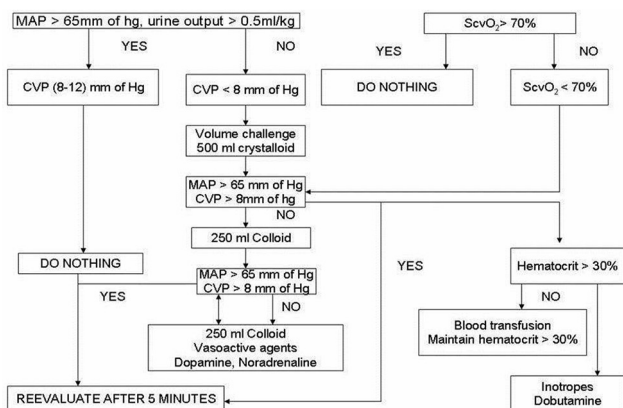 MAP > 65mm of hg, urine output > 0.5ml/kg
YES
NO
CVP (8-12) mm of Hg
CVP < 8 mm of Hg
Volume challenge
500 ml crystalloid
MAP > 65 mm of Hg
CVP > 8mm of hg
NO
250 ml Colloid
DO NOTHING
MAP > 65 mm of Hg
CVP > 8 mm of Hg
YES
NO
250 ml Colloid
Vasoactive agents
Dopamine, Noradrenaline
REEVALUATE AFTER 5 MINUTES
ScvO2> 70%
YES
NO
DO NOTHING
ScvO2 < 70%
YES
Hematocrit > 30%
NO
Blood transfusion
Maintain hematocrit > 30%
Inotropes
Dobutamine